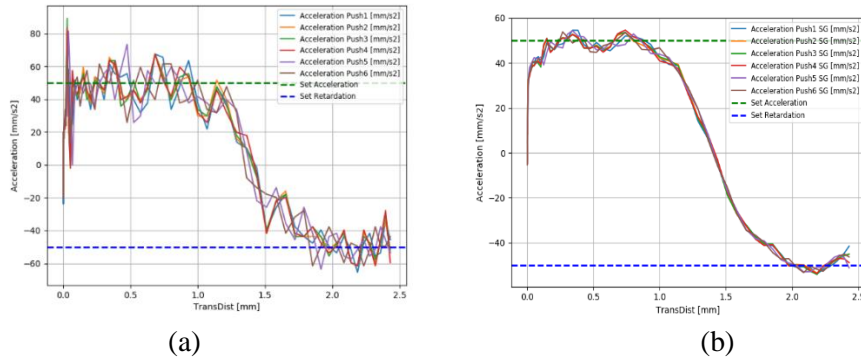 Acceleration Push1 [mm/s2]
Acceleration Push2 [mm/s2]
Acceleration Push3 [mm/s2]
Acceleration Push4 [mm/s2]
Acceleration Push5 [mm/s2]
Acceleration Push6 [mm/s2]
Set Acceleration
Set Retardation
80
60
40
20
0
−20
−40
−60
Acceleration [mm/s2]
0.0 0.5 1.0 1.5 2.0 2.5
TransDist [mm]
(a)
Acceleration Push1 SG [mm/s2]
Acceleration Push2 SG [mm/s2]
Acceleration Push3 SG [mm/s2]
Acceleration Push4 SG [mm/s2]
Acceleration Push5 SG [mm/s2]
Acceleration Push6 SG [mm/s2]
Set Acceleration
Set Retardation
60
40
20
0
−20
−40
Acceleration [mm/s2]
0.0 0.5 1.0 1.5 2.0 2.5
TransDist [mm]
(b)